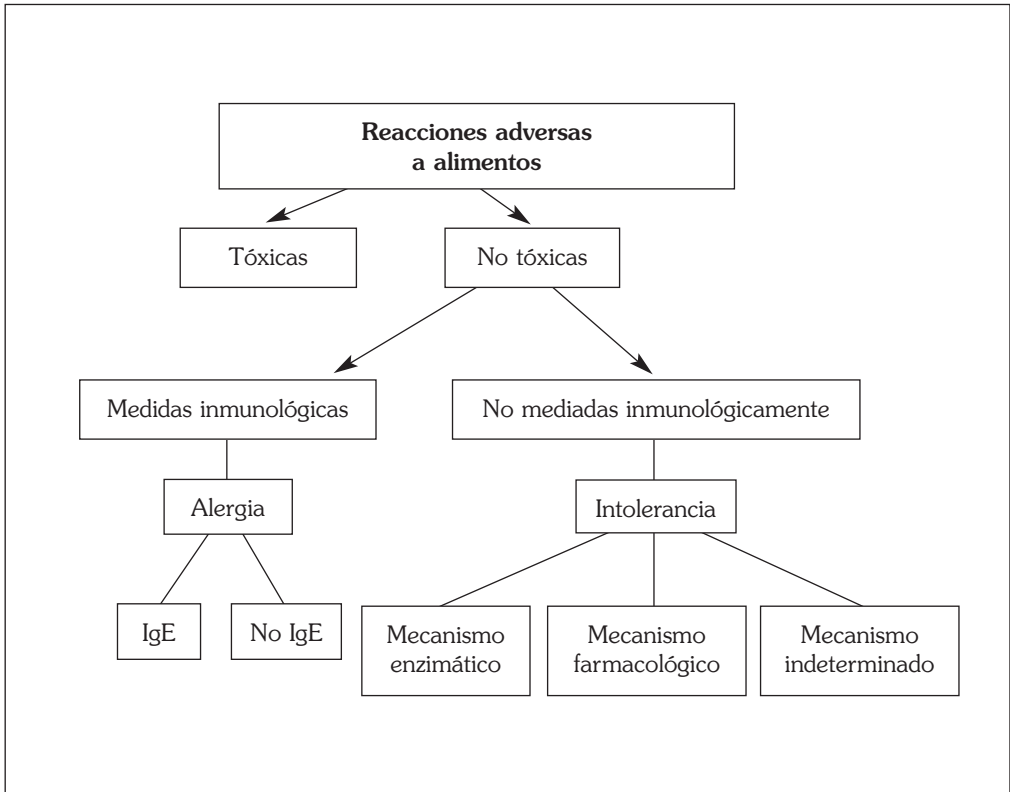 Reacciones adversas
a alimentos
Tóxicas
No tóxicas
Medidas inmunológicas
No mediadas inmunológicamente
Alergia
Intolerancia
IgE
No IgE
Mecanismo
enzimático
Mecanismo
farmacológico
Mecanismo
indeterminado